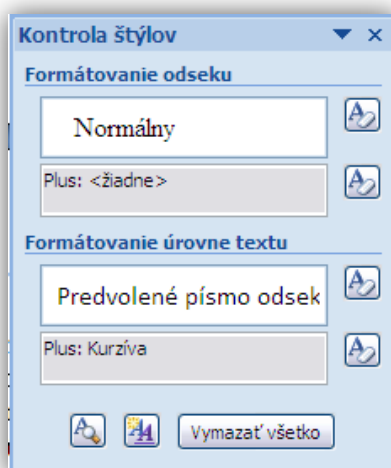 Kontrola štýlov
Formátovanie odseku
Normálny
Plus: <žiadne>
Formátovanie úrovne textu
Predvolené písmo odsek
Plus: Kurzíva
Vymazať všetko